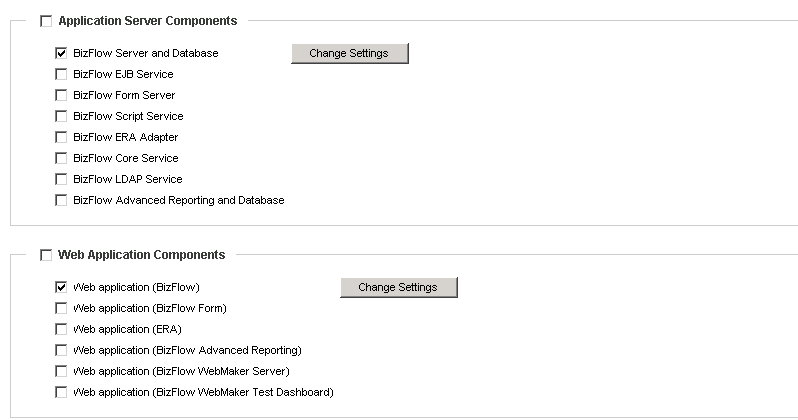 Application Server Components
BizFlow Server and Database Change Settings
BizFlow EJB Service
BizFlow Form Server
BizFlow Script Service
BizFlow ERA Adapter
BizFlow Core Service
BizFlow LDAP Service
BizFlow Advanced Reporting and Database
Web Application Components
Web application (BizFlow) Change Settings
Web application (BizFlow Form)
Web application (ERA)
Web application (BizFlow Advanced Reporting)
Web application (BizFlow WebMaker Server)
Web application (BizFlow WebMaker Test Dashboard)